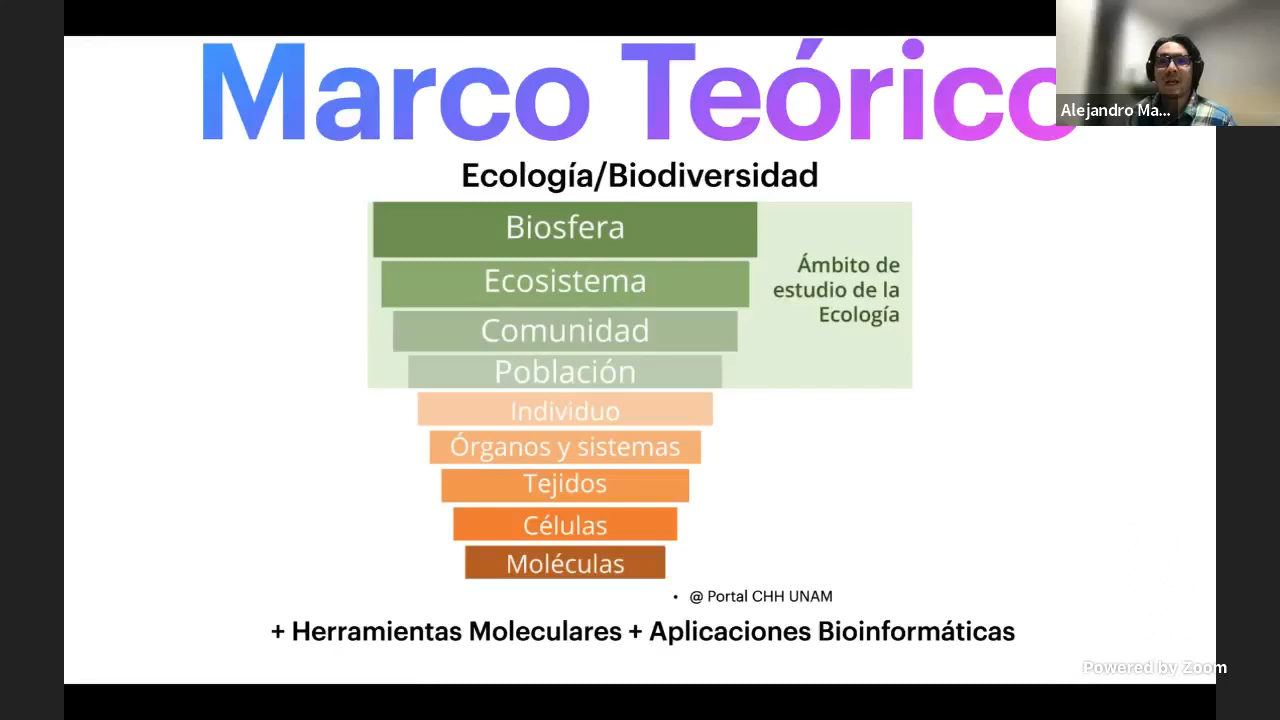 Marco Teórico
Alejandro Ma...
Ecología/Biodiversidad
Biosfera
Ecosistema
Comunidad
Población
Ámbito de
estudio de la
Ecología
Individuo
Órganos y sistemas
Tejidos
Células
Moléculas
• @ Portal CHH UNAM
+ Herramientas Moleculares + Aplicaciones Bioinformáticas
Powered by Zoom